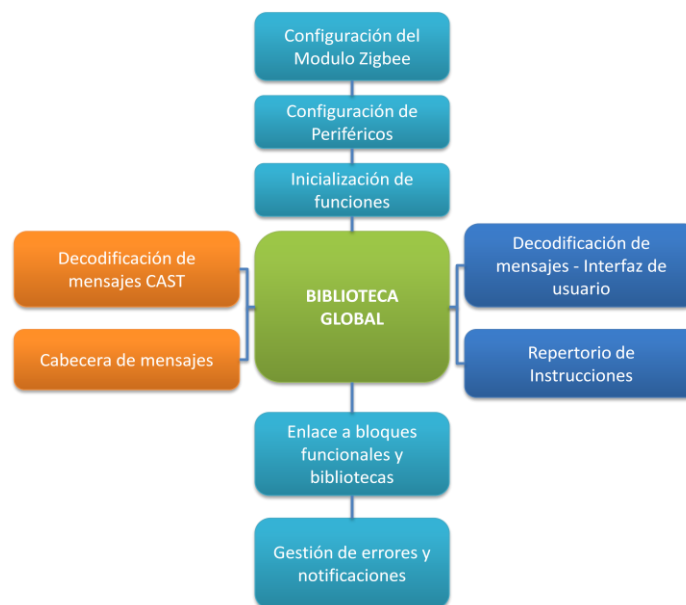 Configuración del
Modulo Zigbee
Configuración de
Periféricos
Inicialización de
funciones
Decodificación de
mensajes CAST
Cabecera de mensajes
BIBLIOTECA
GLOBAL
Decodificación de
mensajes - Interfaz de
usuario
Repertorio de
Instrucciones
Enlace a bloques
funcionales y
bibliotecas
Gestión de errores y
notificaciones